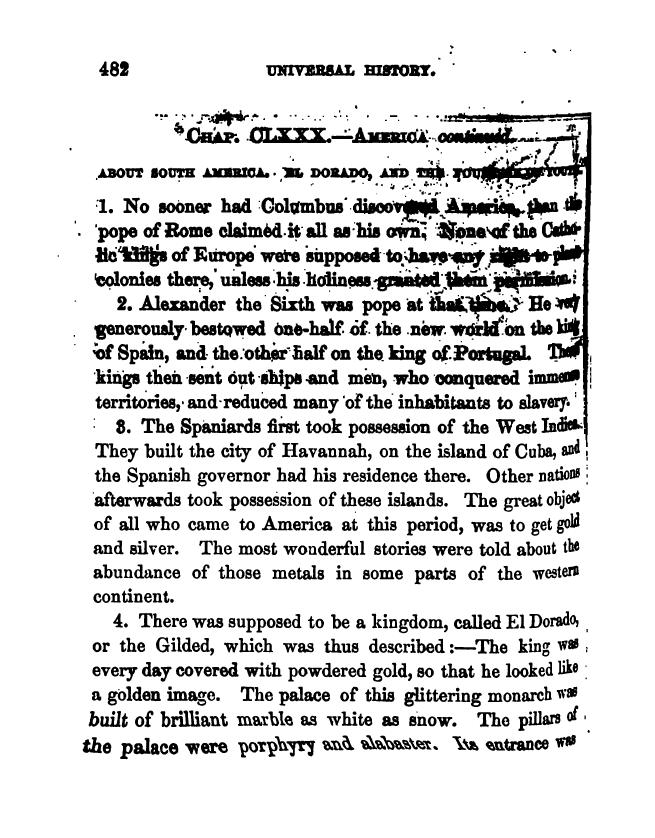 482 UNIVERSAL HISTORY.
CHAP. CLXXX.—AMERICA continued.
ABOUT SOUTH AMERICA. EL DORADO, AND THE
1. No sooner had Columbus discovered America, than the
pope of Rome claimed it all as his own. None of the Catho-
lic kings of Europe were supposed to have any right to plant
colonies there, unless his holiness granted them permission.
2. Alexander the Sixth was pope at that time. He very
generously bestowed one-half of the new world on the king
of Spain, and the other half on the king of Portugal. These
kings then sent out ships and men, who conquered immense
territories, and reduced many of the inhabitants to slavery.
3. The Spaniards first took possession of the West Indies.
They built the city of Havannah, on the island of Cuba, and
the Spanish governor had his residence there. Other nations
afterwards took possession of these islands. The great object
of all who came to America at this period, was to get gold
and silver. The most wonderful stories were told about the
abundance of those metals in some parts of the western
continent.
4. There was supposed to be a kingdom, called El Dorado,
or the Gilded, which was thus described:—The king was
every day covered with powdered gold, so that he looked like
a golden image. The palace of this glittering monarch was
built of brilliant marble as white as snow. The pillars of
the palace were porphyry and alabaster. Its entrance was